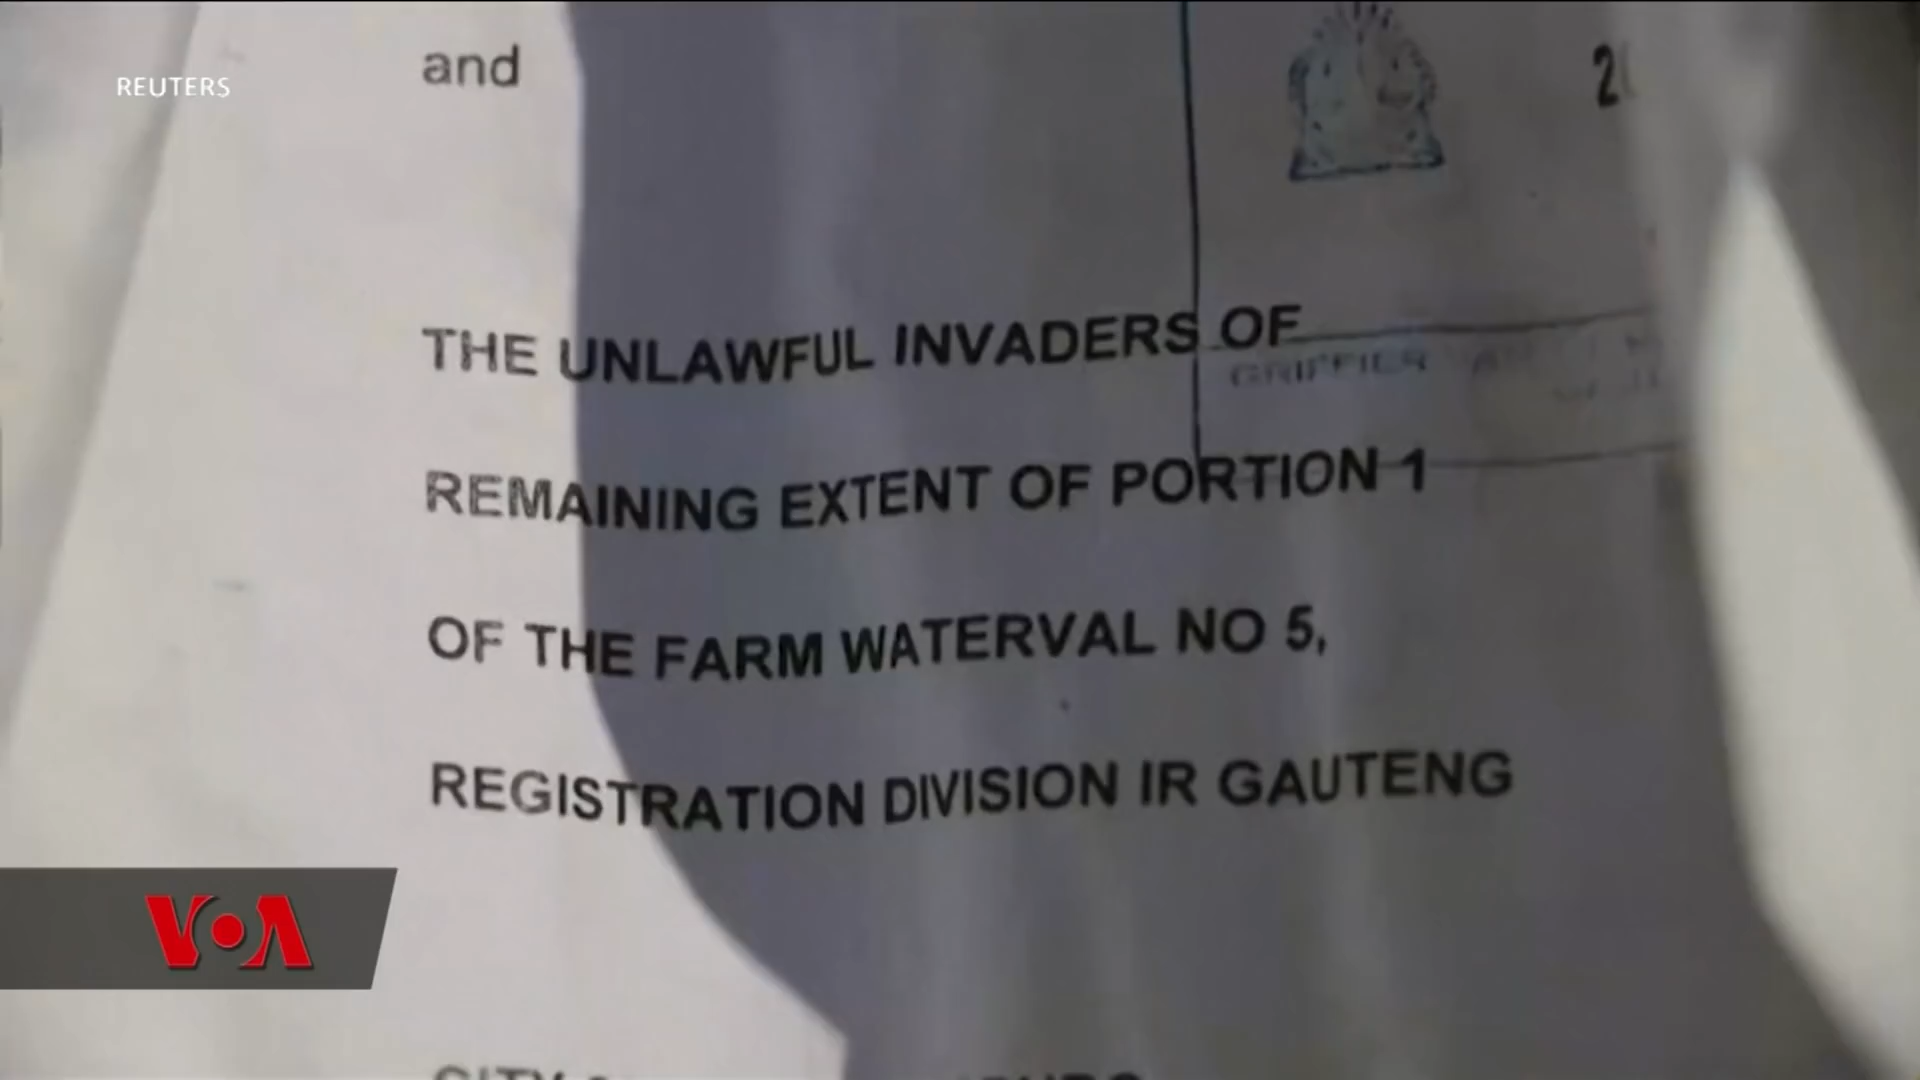 and
REUTERS
THE UNLAWFUL INVADERS OF
GRIFFIER
REMAINING EXTENT OF PORTION 1
OF THE FARM WATERVAL NO 5,
REGISTRATION DIVISION IR GAUTENG
VOA